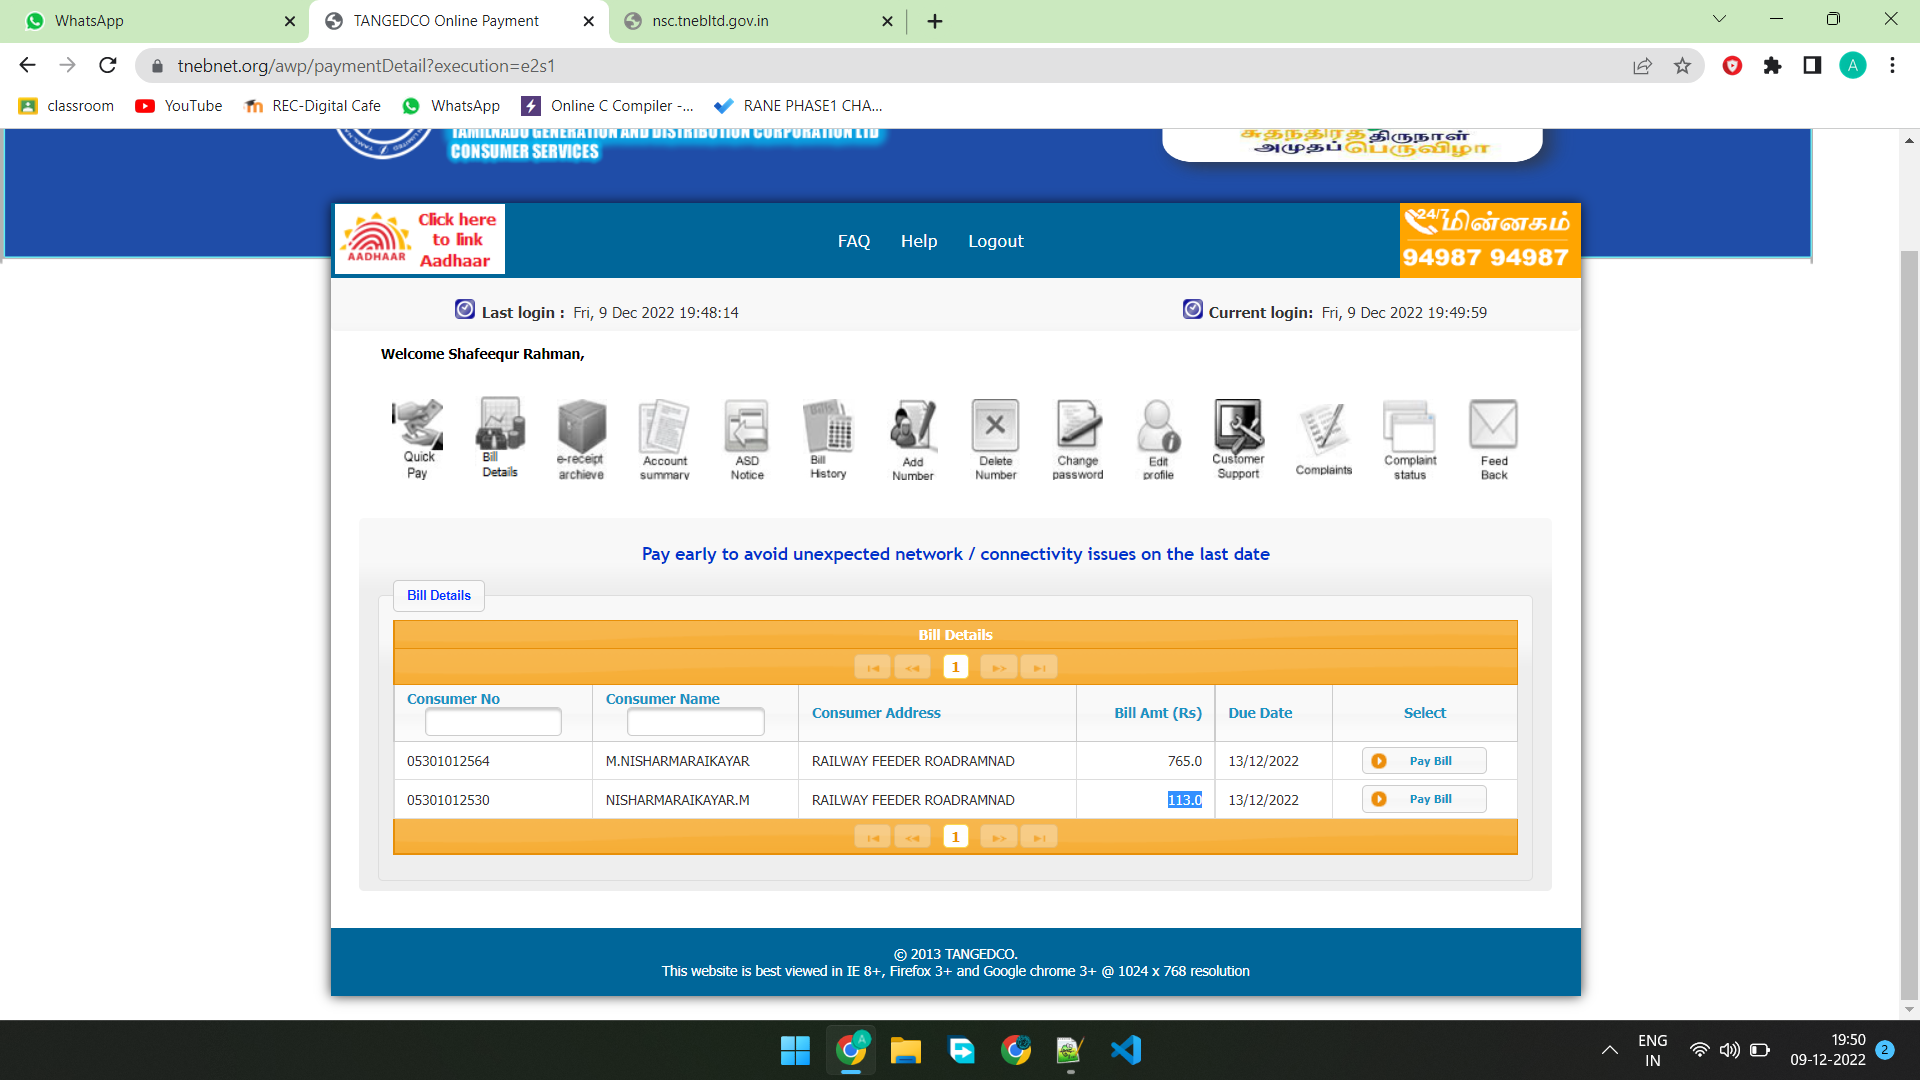 WhatsApp
TANGEDCO Online Payment
nsc.tnebltd.gov.in
tnebnet.org/awp/paymentDetail?execution=e2s1
A
classroom
YouTube
REC-Digital Cafe
WhatsApp
Online C Compiler -...
RANE PHASE1 CHA...
TAMILNADU GENERATION AND DISTRIBUTION CORPORATION LTD
CONSUMER SERVICES
சுதந்திரத் திருநாள்
அமுதப் பெருவிழா
AADHAAR
Click here
to link
Aadhaar
FAQ
Help
Logout
24/7 மின்னகம்
94987 94987
Last login : Fri, 9 Dec 2022 19:48:14
Current login: Fri, 9 Dec 2022 19:49:59
Welcome Shafeequr Rahman,
Quick
Pay
Bill
Details
e-receipt
archieve
Account
summary
ASD
Notice
Bills
Bill
History
Add
Number
Delete
Number
Change
password
Edit
profile
Customer
Support
Complaints
Complaint
status
Feed
Back
Pay early to avoid unexpected network / connectivity issues on the last date
Bill Details
Bill Details
1
Consumer No
Consumer Name
Consumer Address
Bill Amt (Rs)
Due Date
Select
05301012564 M.NISHARMARAIKAYAR RAILWAY FEEDER ROADRAMNAD 765.0 13/12/2022 Pay Bill
05301012530 NISHARMARAIKAYAR.M RAILWAY FEEDER ROADRAMNAD 113.0 13/12/2022 Pay Bill
1
© 2013 TANGEDCO.
This website is best viewed in IE 8+, Firefox 3+ and Google chrome 3+ @ 1024 x 768 resolution
A
ENG
IN
19:50
09-12-2022
2